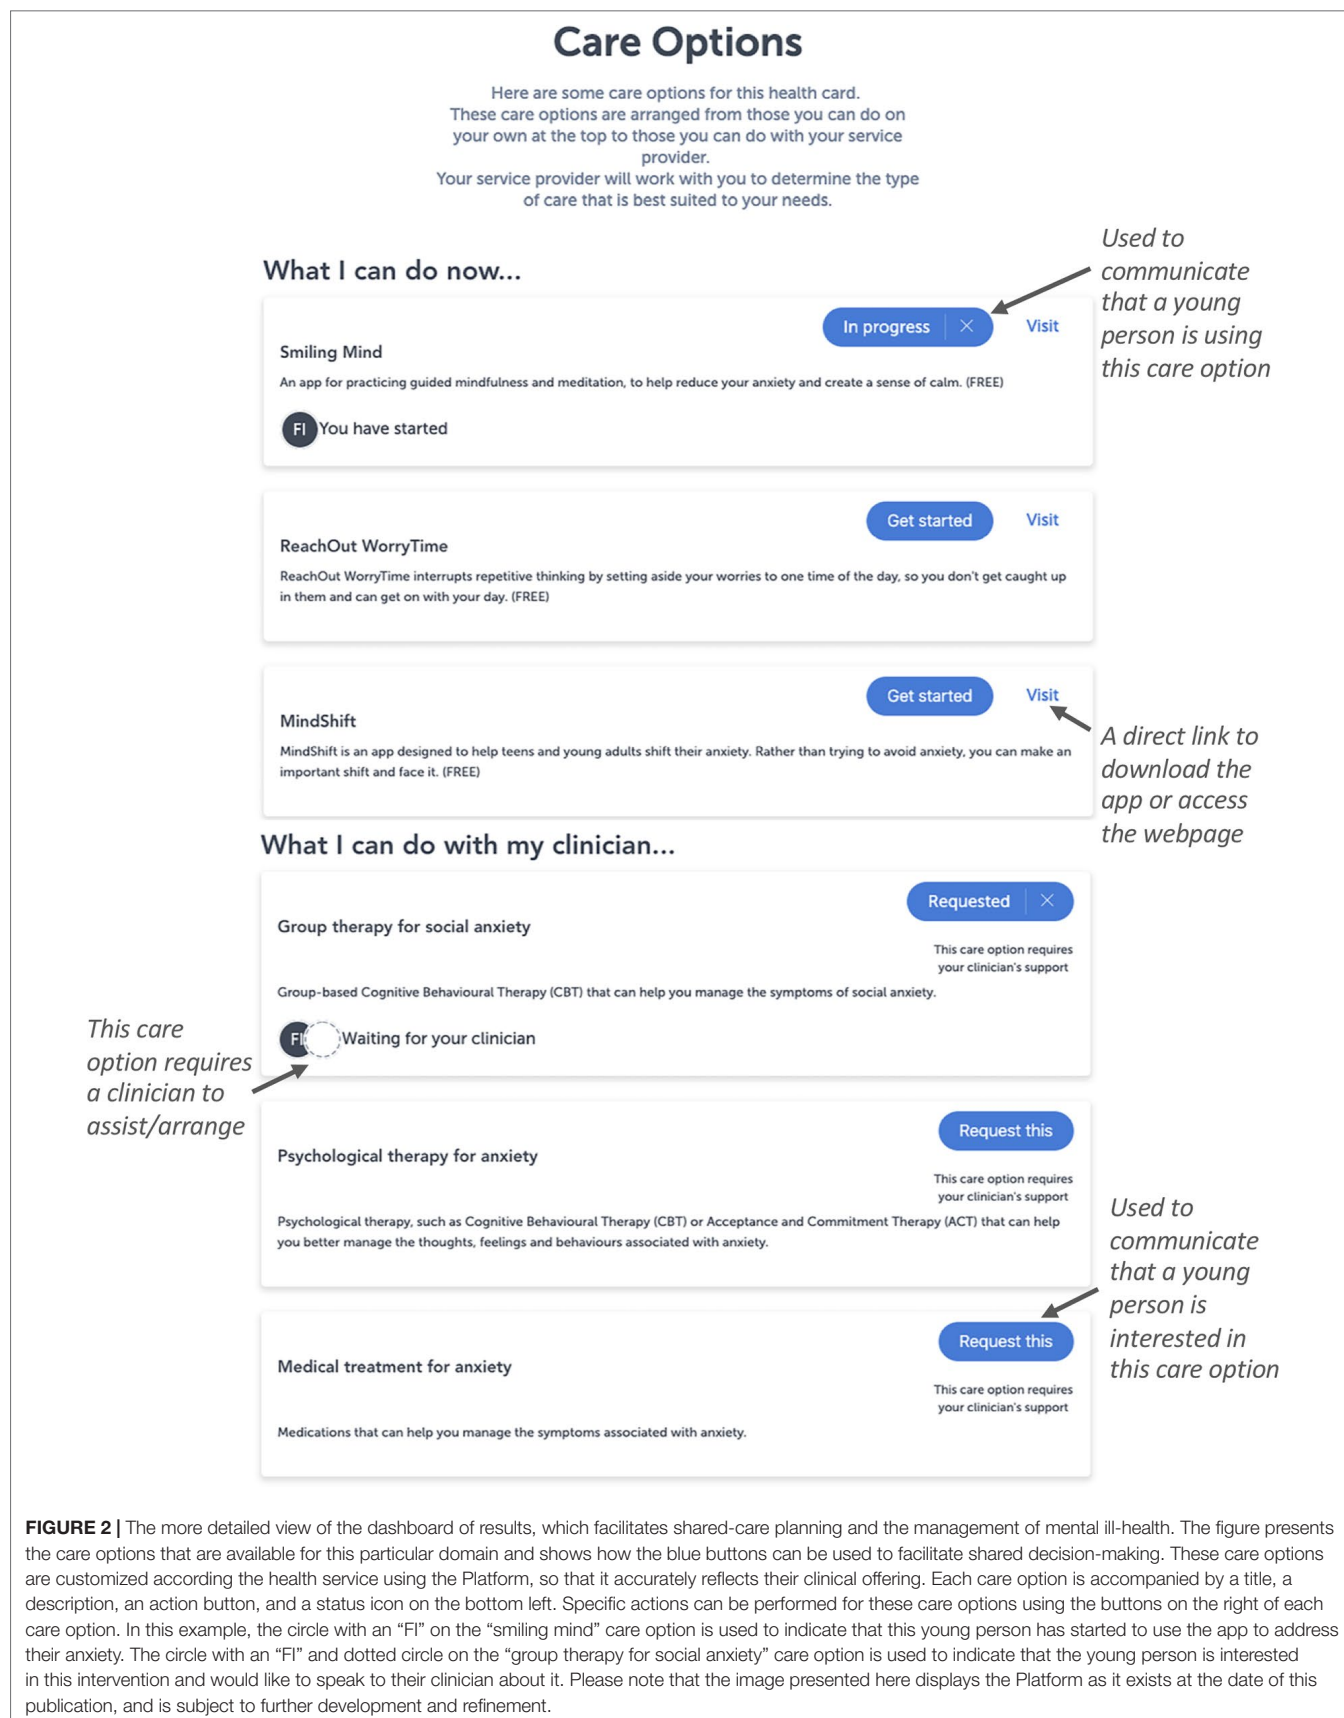 Care Options
Here are some care options for this health card.
These care options are arranged from those you can do on
your own at the top to those you can do with your service
provider.
Your service provider will work with you to determine the type
of care that is best suited to your needs.
What I can do now...
Used to
communicate
that a young
person is using
this care option
In progress
Visit
Smiling Mind
An app for practicing guided mindfulness and meditation, to help reduce your anxiety and create a sense of calm. (FREE)
FI You have started
Get started
Visit
ReachOut WorryTime
ReachOut WorryTime interrupts repetitive thinking by setting aside your worries to one time of the day, so you don't get caught up
in them and can get on with your day. (FREE)
Get started
Visit
MindShift
MindShift is an app designed to help teens and young adults shift their anxiety. Rather than trying to avoid anxiety, you can make an
important shift and face it. (FREE)
A direct link to
download the
app or access
the webpage
What I can do with my clinician...
Requested
Group therapy for social anxiety
This care option requires
your clinician's support
Group-based Cognitive Behavioural Therapy (CBT) that can help you manage the symptoms of social anxiety.
FI Waiting for your clinician
This care
option requires
a clinician to
assist/arrange
Request this
Psychological therapy for anxiety
This care option requires
your clinician's support
Psychological therapy, such as Cognitive Behavioural Therapy (CBT) or Acceptance and Commitment Therapy (ACT) that can help
you better manage the thoughts, feelings and behaviours associated with anxiety.
Used to
communicate
that a young
person is
interested in
this care option
Request this
Medical treatment for anxiety
This care option requires
your clinician's support
Medications that can help you manage the symptoms associated with anxiety.
FIGURE 2 | The more detailed view of the dashboard of results, which facilitates shared-care planning and the management of mental ill-health. The figure presents
the care options that are available for this particular domain and shows how the blue buttons can be used to facilitate shared decision-making. These care options
are customized according the health service using the Platform, so that it accurately reflects their clinical offering. Each care option is accompanied by a title, a
description, an action button, and a status icon on the bottom left. Specific actions can be performed for these care options using the buttons on the right of each
care option. In this example, the circle with an “FI” on the “smiling mind” care option is used to indicate that this young person has started to use the app to address
their anxiety. The circle with an “FI” and dotted circle on the “group therapy for social anxiety” care option is used to indicate that the young person is interested
in this intervention and would like to speak to their clinician about it. Please note that the image presented here displays the Platform as it exists at the date of this
publication, and is subject to further development and refinement.